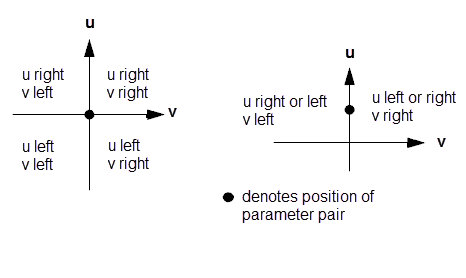 u
u right
v left
u right
v right
v
u left
v left
u left
v right
u
u right or left
v left
u left or right
v right
v
denotes position of
parameter pair